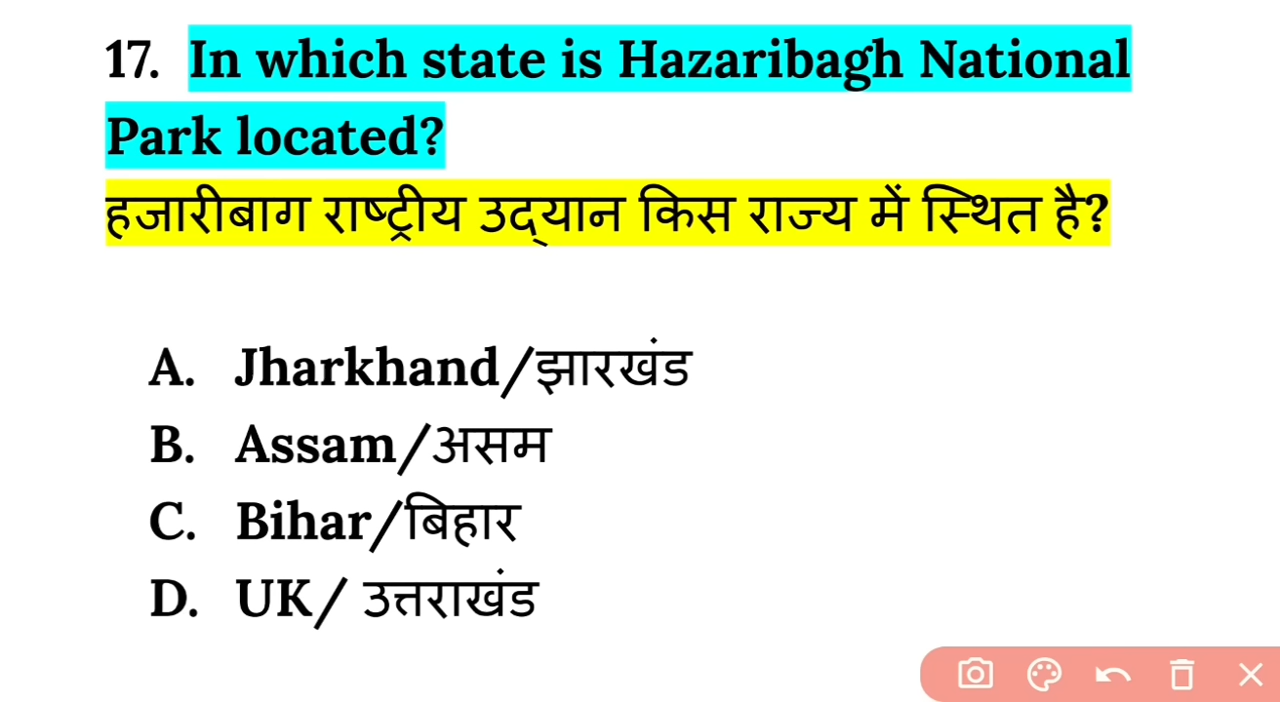 17. In which state is Hazaribagh National
Park located?
हजारीबाग राष्ट्रीय उद्यान किस राज्य में स्थित है?
A. Jharkhand/झारखंड
B. Assam/असम
C. Bihar/बिहार
D. UK/ उत्तराखंड